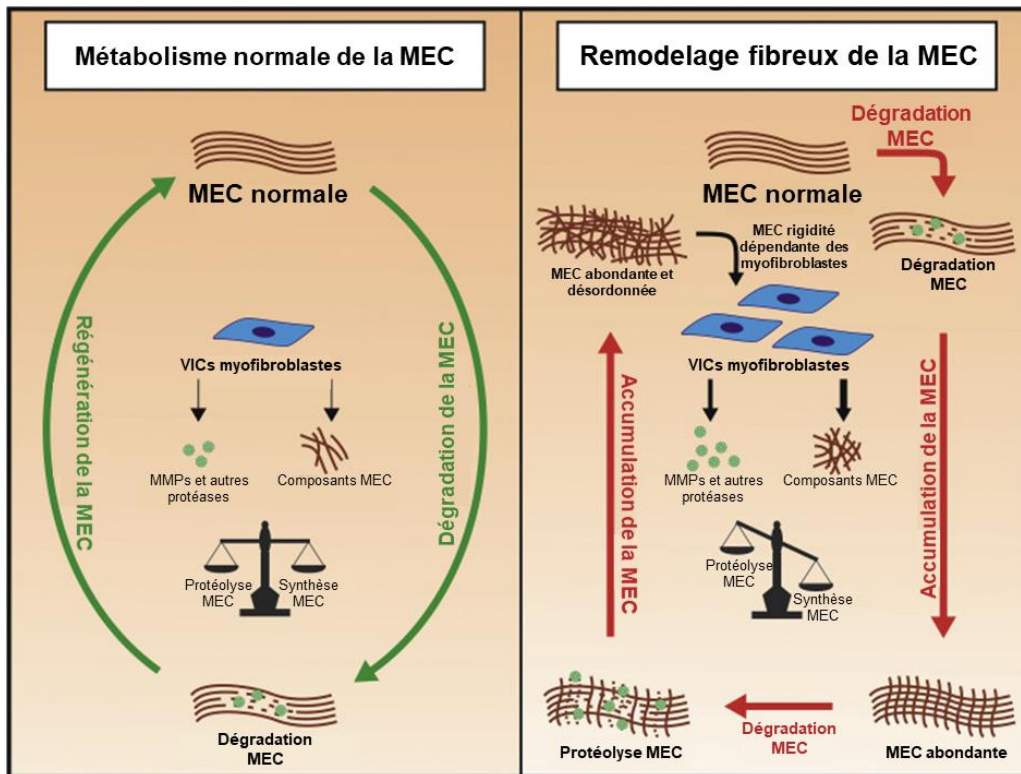 Métabolisme normale de la MEC
MEC normale
Régénération de la MEC
Dégradation de la MEC
VICs myofibroblastes
MMPs et autres
protéases
Composants MEC
Protéolyse
MEC
Synthèse
MEC
Dégradation
MEC
Remodelage fibreux de la MEC
Dégradation
MEC
MEC normale
MEC rigidité
dépendante des
myofibroblastes
MEC abondante et
désordonnée
Dégradation
MEC
VICs myofibroblastes
Accumulation de la MEC
Accumulation de la MEC
MMPs et autres
protéases
Composants MEC
Protéolyse
MEC
Synthèse
MEC
Protéolyse MEC
Dégradation
MEC
MEC abondante